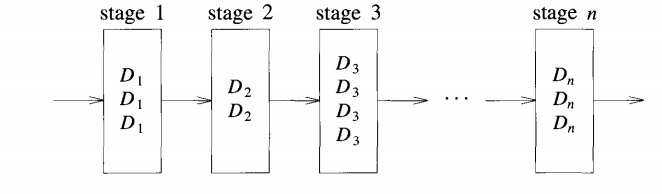 stage 1 stage 2 stage 3 stage n
D1 D1 D1
D2 D2
D3 D3 D3 D3
...
Dn Dn Dn